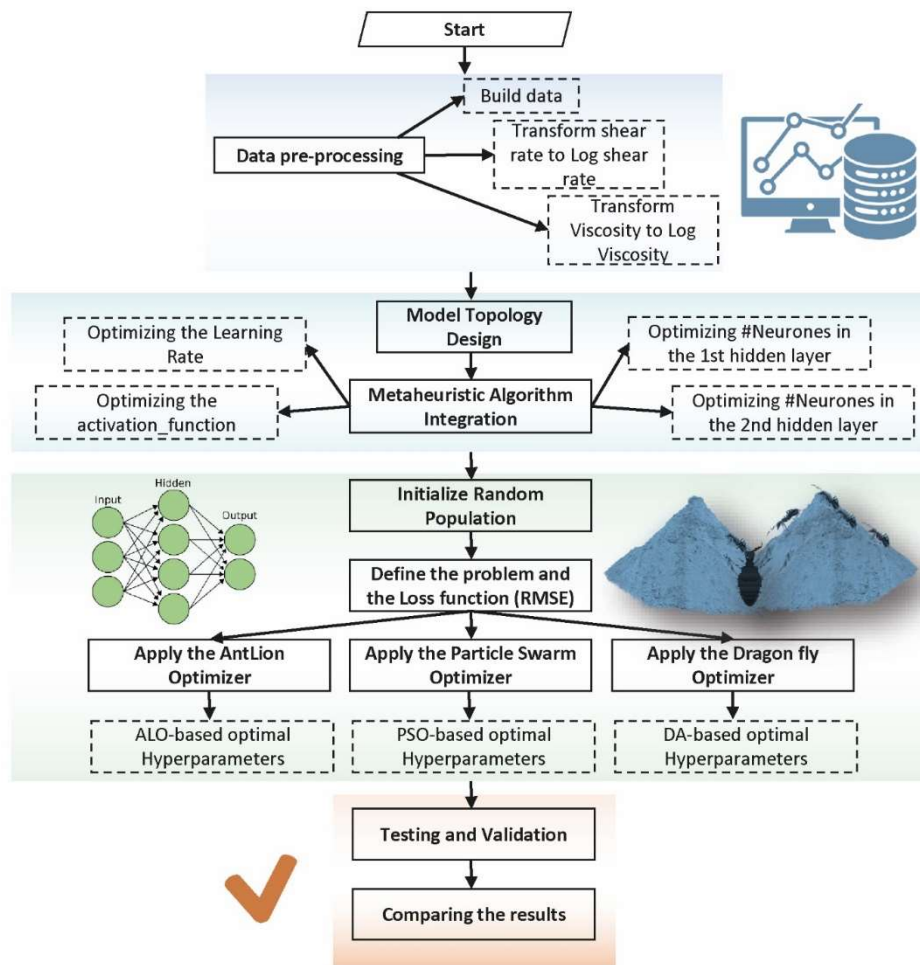 Start
Build data
Data pre-processing
Transform shear
rate to Log shear
rate
Transform
Viscosity to Log
Viscosity
Model Topology
Design
Optimizing the Learning
Rate
Optimizing #Neurones in
the 1st hidden layer
Metaheuristic Algorithm
Integration
Optimizing the
activation_function
Optimizing #Neurones in
the 2nd hidden layer
Input
Hidden
Output
Initialize Random
Population
Define the problem and
the Loss function (RMSE)
Apply the AntLion
Optimizer
Apply the Particle Swarm
Optimizer
Apply the Dragon fly
Optimizer
ALO-based optimal
Hyperparameters
PSO-based optimal
Hyperparameters
DA-based optimal
Hyperparameters
Testing and Validation
Comparing the results